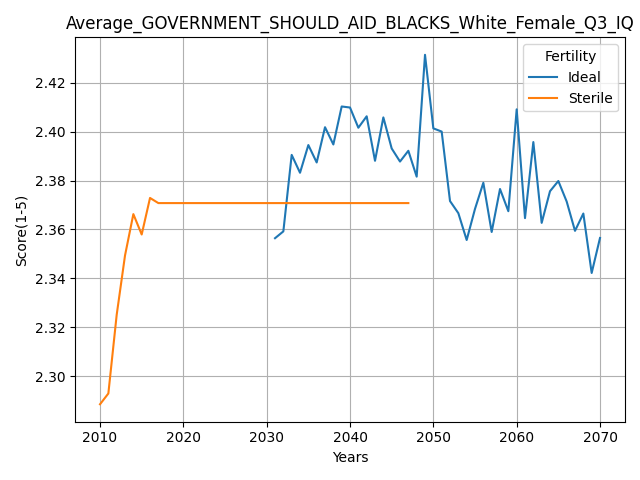 Average_GOVERNMENT_SHOULD_AID_BLACKS_White_Female_Q3_IQ
Fertility
Ideal
Sterile
Score(1-5)
2.42
2.40
2.38
2.36
2.34
2.32
2.30
2010 2020 2030 2040 2050 2060 2070
Years